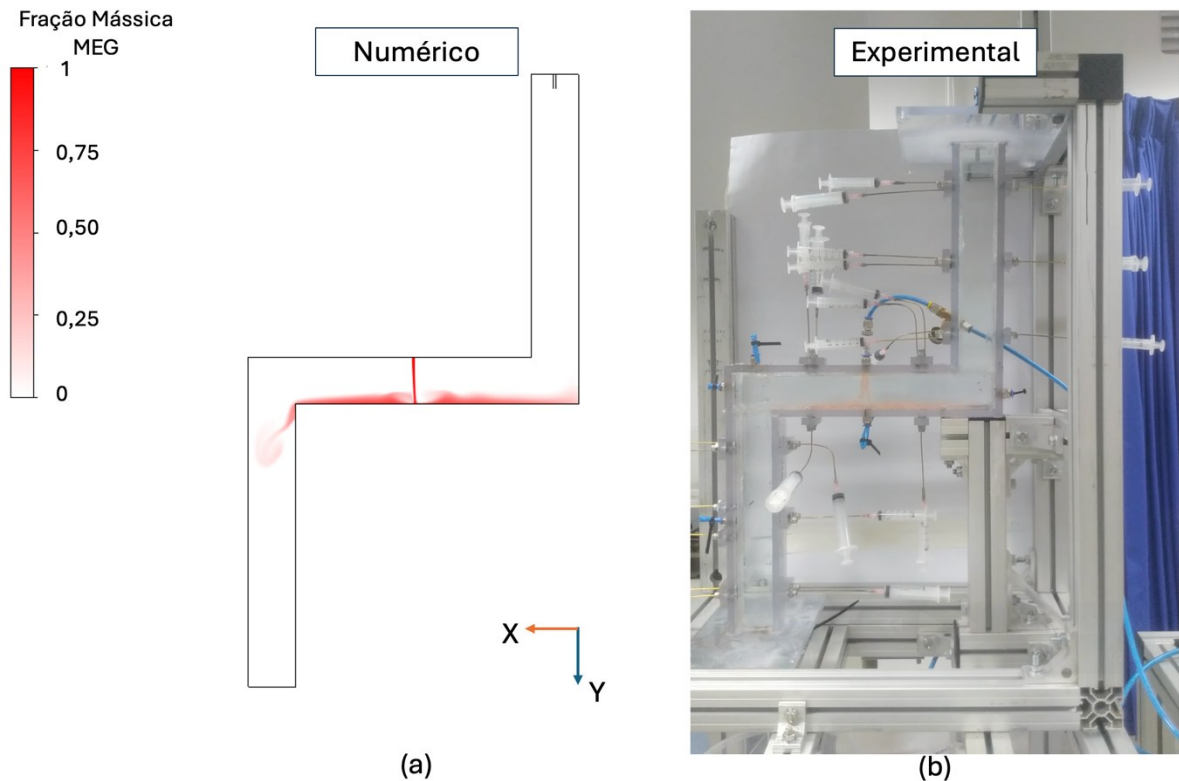 Fração Mássica
MEG
1
0,75
0,50
0,25
0
Numérico
X
Y
(a)
Experimental
(b)